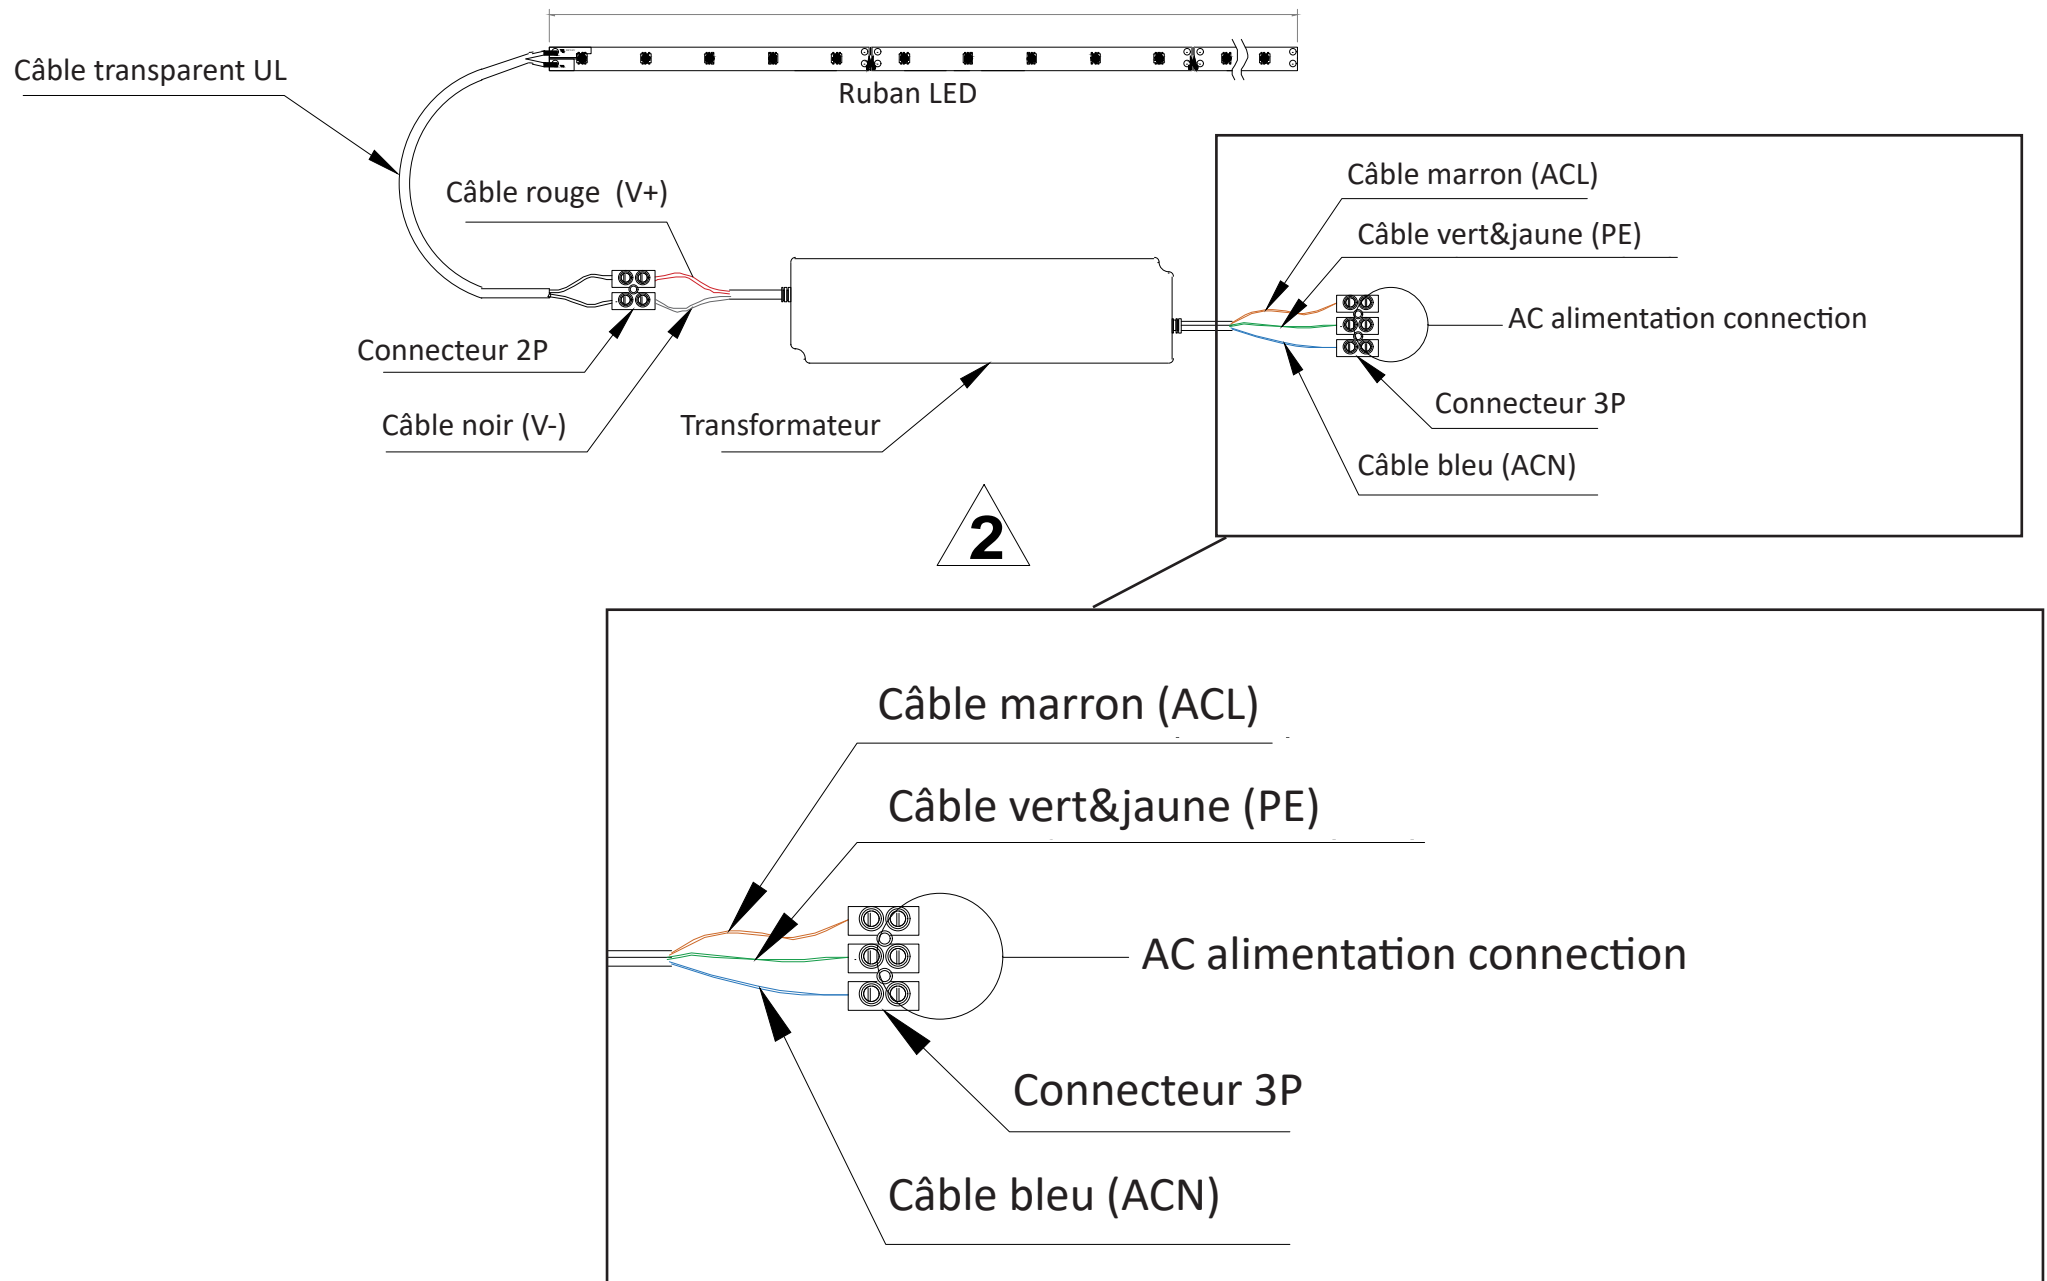 Câble transparent UL
Ruban LED
Câble rouge (V+)
Câble marron (ACL)
Câble vert&jaune (PE)
AC alimentation connection
Connecteur 2P
Connecteur 3P
Câble noir (V-)
Transformateur
Câble bleu (ACN)
2
Câble marron (ACL)
Câble vert&jaune (PE)
AC alimentation connection
Connecteur 3P
Câble bleu (ACN)